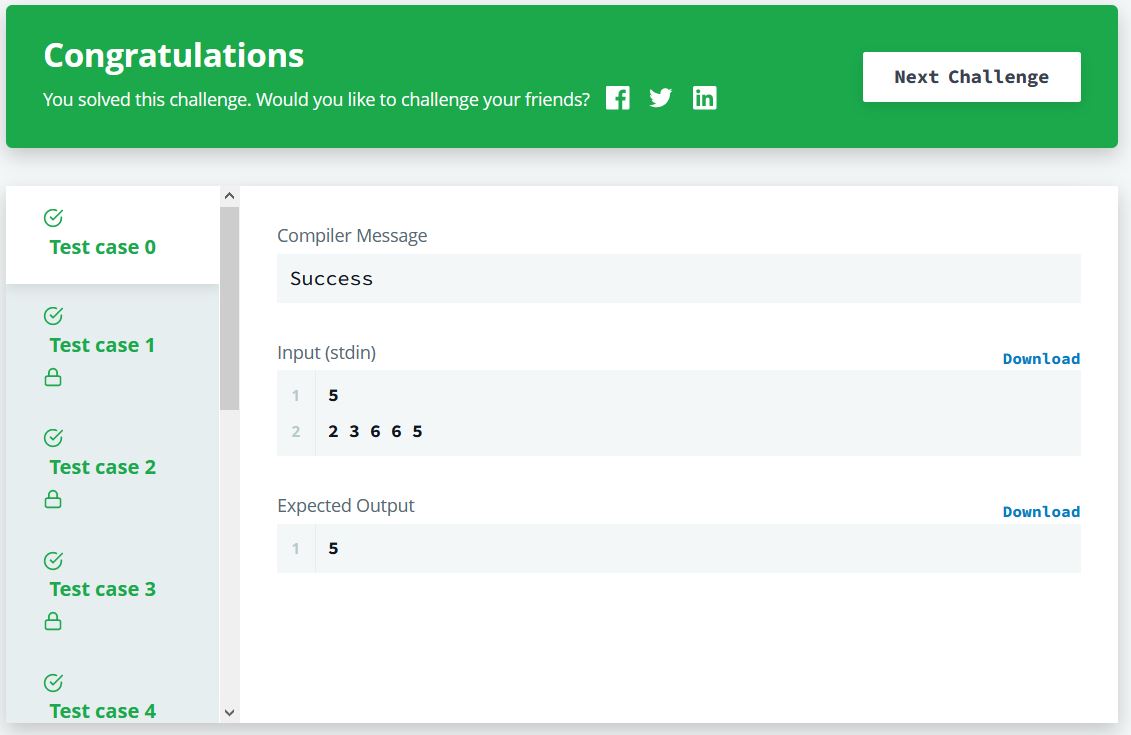 Congratulations
You solved this challenge. Would you like to challenge your friends?
Next Challenge
Test case 0
Test case 1
Test case 2
Test case 3
Test case 4
Compiler Message
Success
Input (stdin)
Download
1 5
2 2 3 6 6 5
Expected Output
Download
1 5